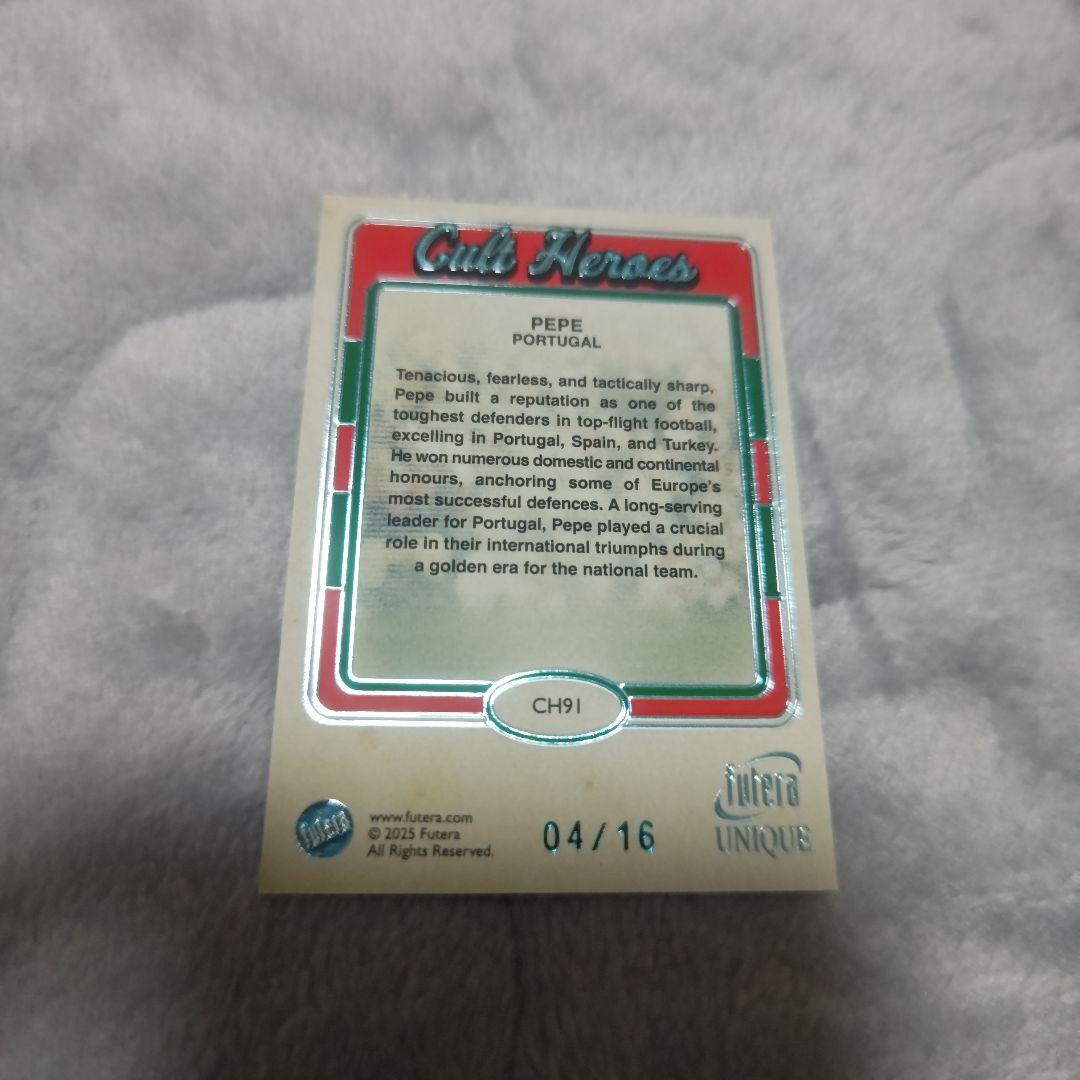 Cult Heroes
PEPE
PORTUGAL
Tenacious, fearless, and tactically sharp,
Pepe built a reputation as one of the
toughest defenders in top-flight football,
excelling in Portugal, Spain, and Turkey.
He won numerous domestic and continental
honours, anchoring some of Europe's
most successful defences. A long-serving
leader for Portugal, Pepe played a crucial
role in their international triumphs during
a golden era for the national team.
CH91
futera
UNIQUE
futera
www.futera.com
© 2025 Futera
All Rights Reserved.
04/16